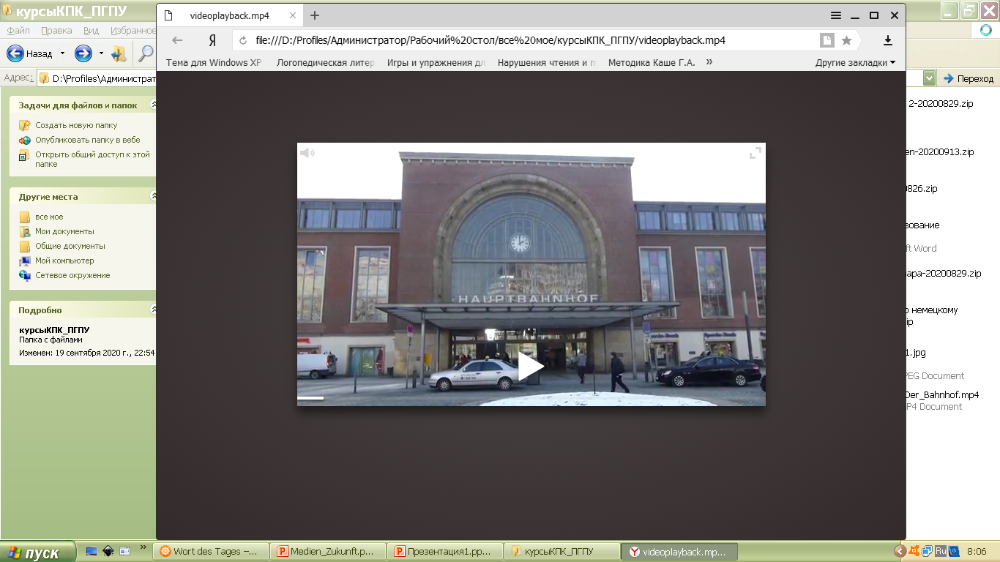 курсыКПК_ПГПУ
Файл Правка Вид Избранное
Назад
Адрес: D:\Profiles\Администрат
Переход
Задачи для файлов и папок
Создать новую папку
Опубликовать папку в вебе
Открыть общий доступ к этой
папке
Другие места
все мое
Мои документы
Общие документы
Мой компьютер
Сетевое окружение
Подробно
курсыКПК_ПГПУ
Папка с файлами
Изменен: 19 сентября 2020 г., 22:54
videoplayback.mp4
Я file:///D:/Profiles/Администратор/Рабочий%20стол/все%20мое/курсыКПК_ПГПУ/videoplayback.mp4
Тема для Windows XP Логопедическая литер Игры и упражнения дл Нарушения чтения и п Методика Каше Г.А. » Другие закладки
HAUPTBAHNHOF
2-20200829.zip
en-20200913.zip
0826.zip
зование
ft Word
ара-20200829.zip
о немецкому
zip
1.jpg
PEG Document
Der_Bahnhof.mp4
P4 Document
пуск
» Wort des Tages –... Medien_Zukunft.p... Презентация1.pp... курсыКПК_ПГПУ videoplayback.mp... Ru 8:06